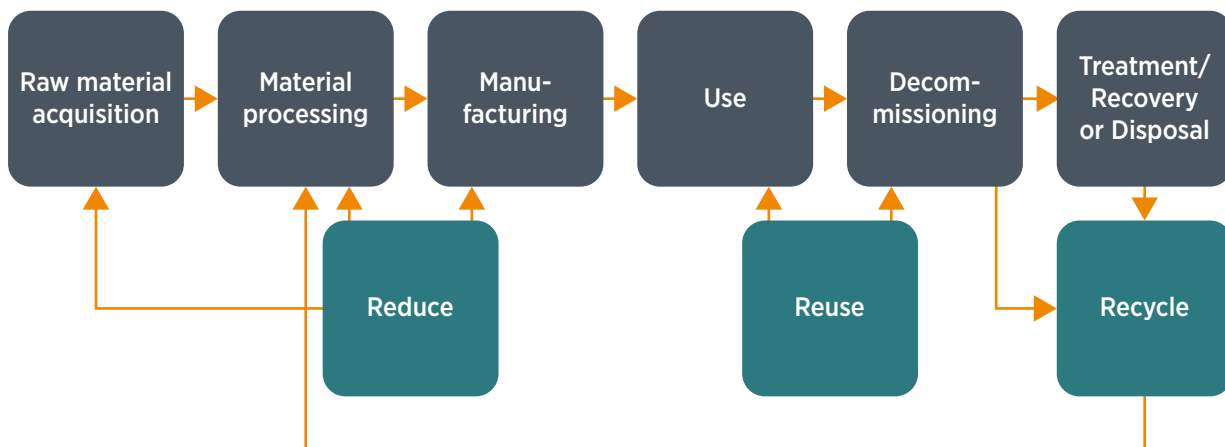 Raw material
acquisition
Material
processing
Manu-
facturing
Use
Decom-
missioning
Treatment/
Recovery
or Disposal
Reduce
Reuse
Recycle